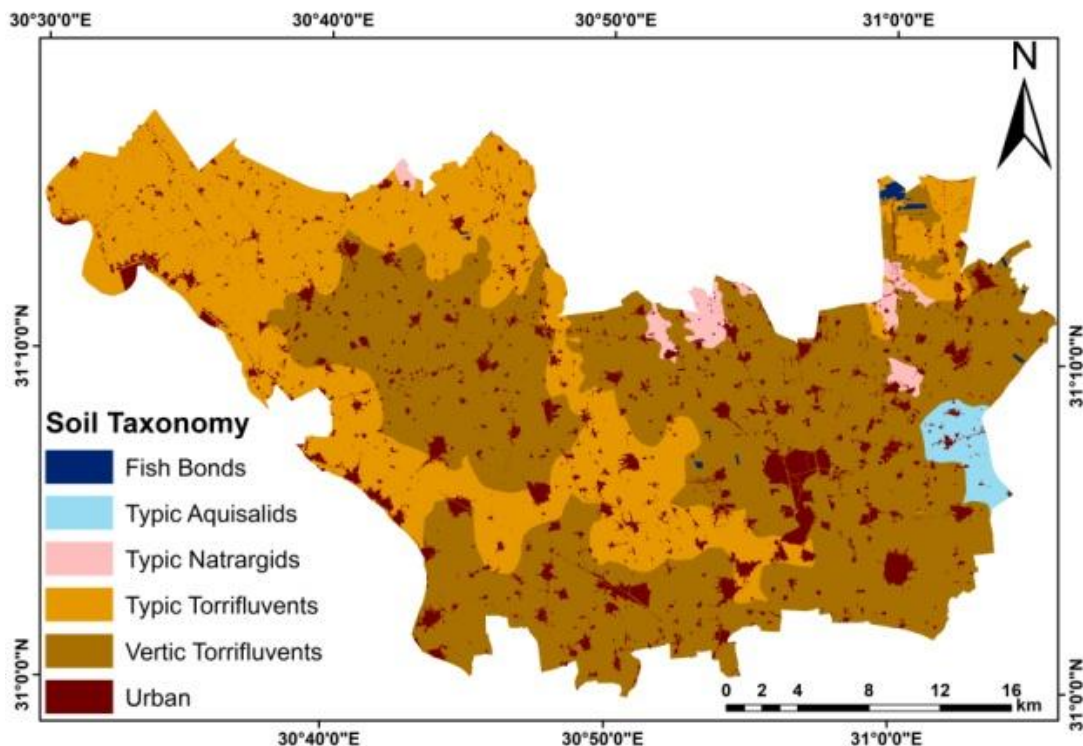 30°30'0"E 30°40'0"E 30°50'0"E 31°0'0"E
N
31°10'0"N
31°10'0"N
Soil Taxonomy
Fish Bonds
Typic Aquisalids
Typic Natrargids
Typic Torrifluvents
Vertic Torrifluvents
Urban
31°0'0"N
31°0'0"N
0 2 4 8 12 16
km
30°40'0"E 30°50'0"E 31°0'0"E